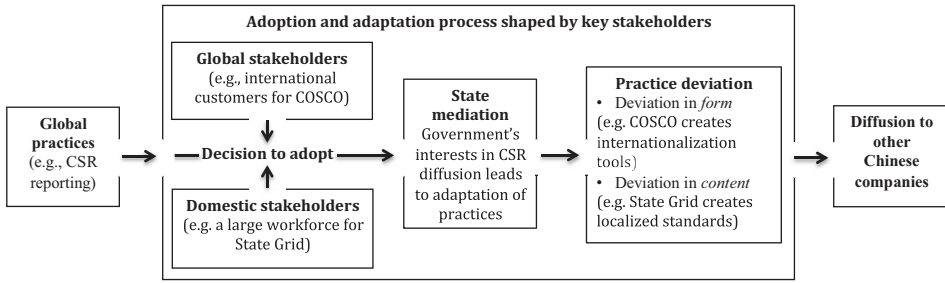 Adoption and adaptation process shaped by key stakeholders
Global
practices
(e.g., CSR
reporting)
Global stakeholders
(e.g., international
customers for COSCO)
Decision to adopt
Domestic stakeholders
(e.g. a large workforce for
State Grid)
State
mediation
Government’s
interests in CSR
diffusion leads
to adaptation of
practices
Practice deviation
• Deviation in form
(e.g. COSCO creates
internationalization
tools)
• Deviation in content
(e.g. State Grid creates
localized standards)
Diffusion to
other
Chinese
companies